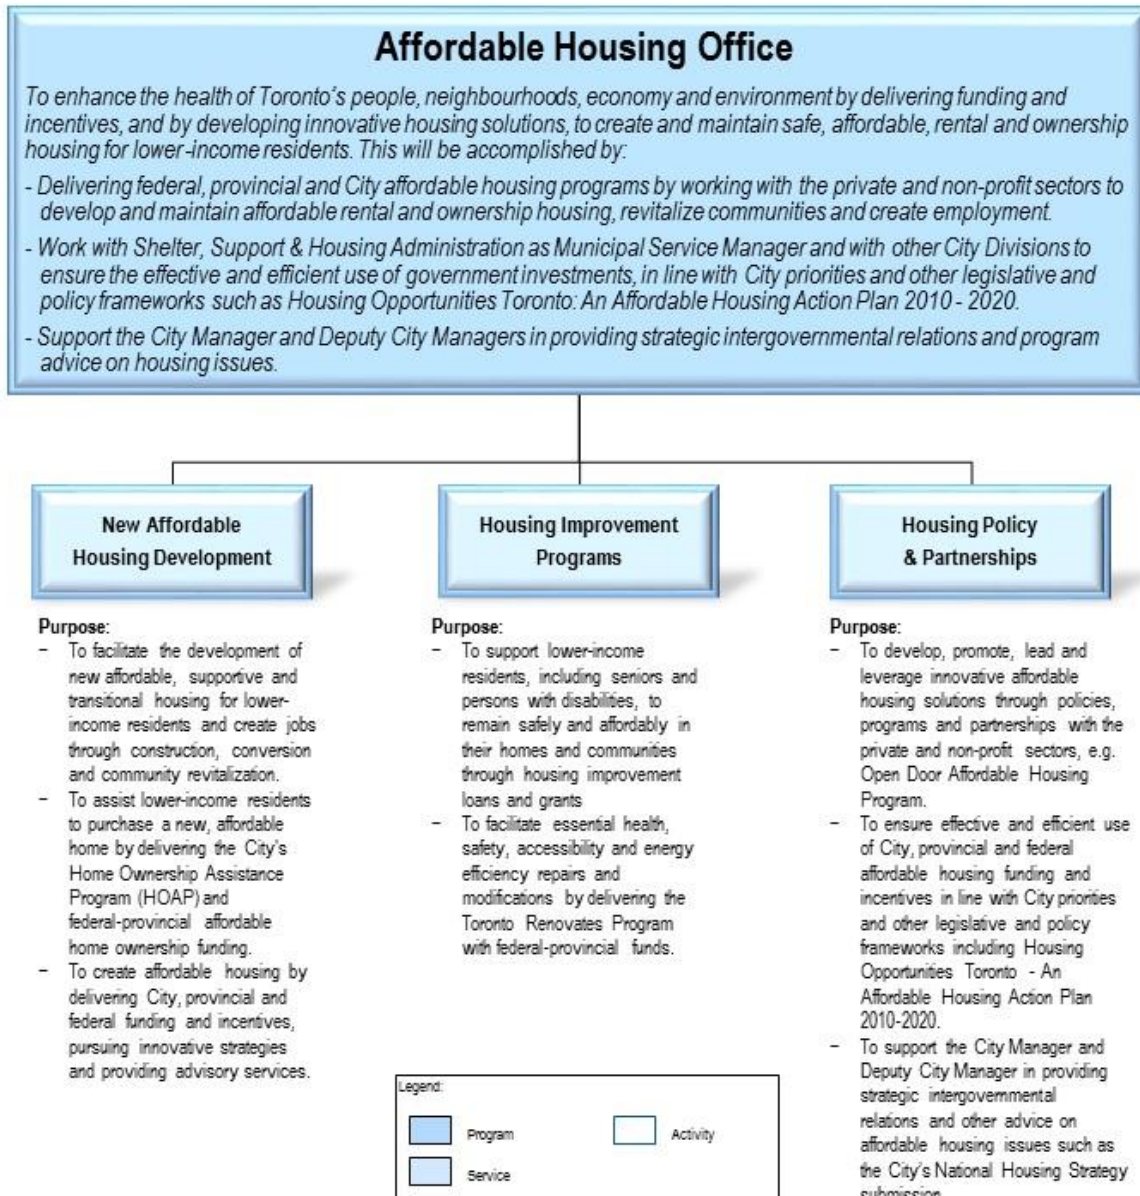 Affordable Housing Office
To enhance the health of Toronto's people, neighbourhoods, economy and environment by delivering funding and
incentives, and by developing innovative housing solutions, to create and maintain safe, affordable, rental and ownership
housing for lower-income residents. This will be accomplished by:
- Delivering federal, provincial and City affordable housing programs by working with the private and non-profit sectors to
develop and maintain affordable rental and ownership housing, revitalize communities and create employment.
- Work with Shelter, Support & Housing Administration as Municipal Service Manager and with other City Divisions to
ensure the effective and efficient use of government investments, in line with City priorities and other legislative and
policy frameworks such as Housing Opportunities Toronto: An Affordable Housing Action Plan 2010 - 2020.
- Support the City Manager and Deputy City Managers in providing strategic intergovernmental relations and program
advice on housing issues.
New Affordable
Housing Development
Purpose:
− To facilitate the development of
new affordable, supportive and
transitional housing for lower-
income residents and create jobs
through construction, conversion
and community revitalization.
− To assist lower-income residents
to purchase a new, affordable
home by delivering the City's
Home Ownership Assistance
Program (HOAP) and
federal-provincial affordable
home ownership funding.
− To create affordable housing by
delivering City, provincial and
federal funding and incentives,
pursuing innovative strategies
and providing advisory services.
Housing Improvement
Programs
Purpose:
− To support lower-income
residents, including seniors and
persons with disabilities, to
remain safely and affordably in
their homes and communities
through housing improvement
loans and grants
− To facilitate essential health,
safety, accessibility and energy
efficiency repairs and
modifications by delivering the
Toronto Renovates Program
with federal-provincial funds.
Housing Policy
& Partnerships
Purpose:
− To develop, promote, lead and
leverage innovative affordable
housing solutions through policies,
programs and partnerships with the
private and non-profit sectors, e.g.
Open Door Affordable Housing
Program.
− To ensure effective and efficient use
of City, provincial and federal
affordable housing funding and
incentives in line with City priorities
and other legislative and policy
frameworks including Housing
Opportunities Toronto - An
Affordable Housing Action Plan
2010-2020.
− To support the City Manager and
Deputy City Manager in providing
strategic intergovernmental
relations and other advice on
affordable housing issues such as
the City's National Housing Strategy
submission
Legend:
Program
Activity
Service